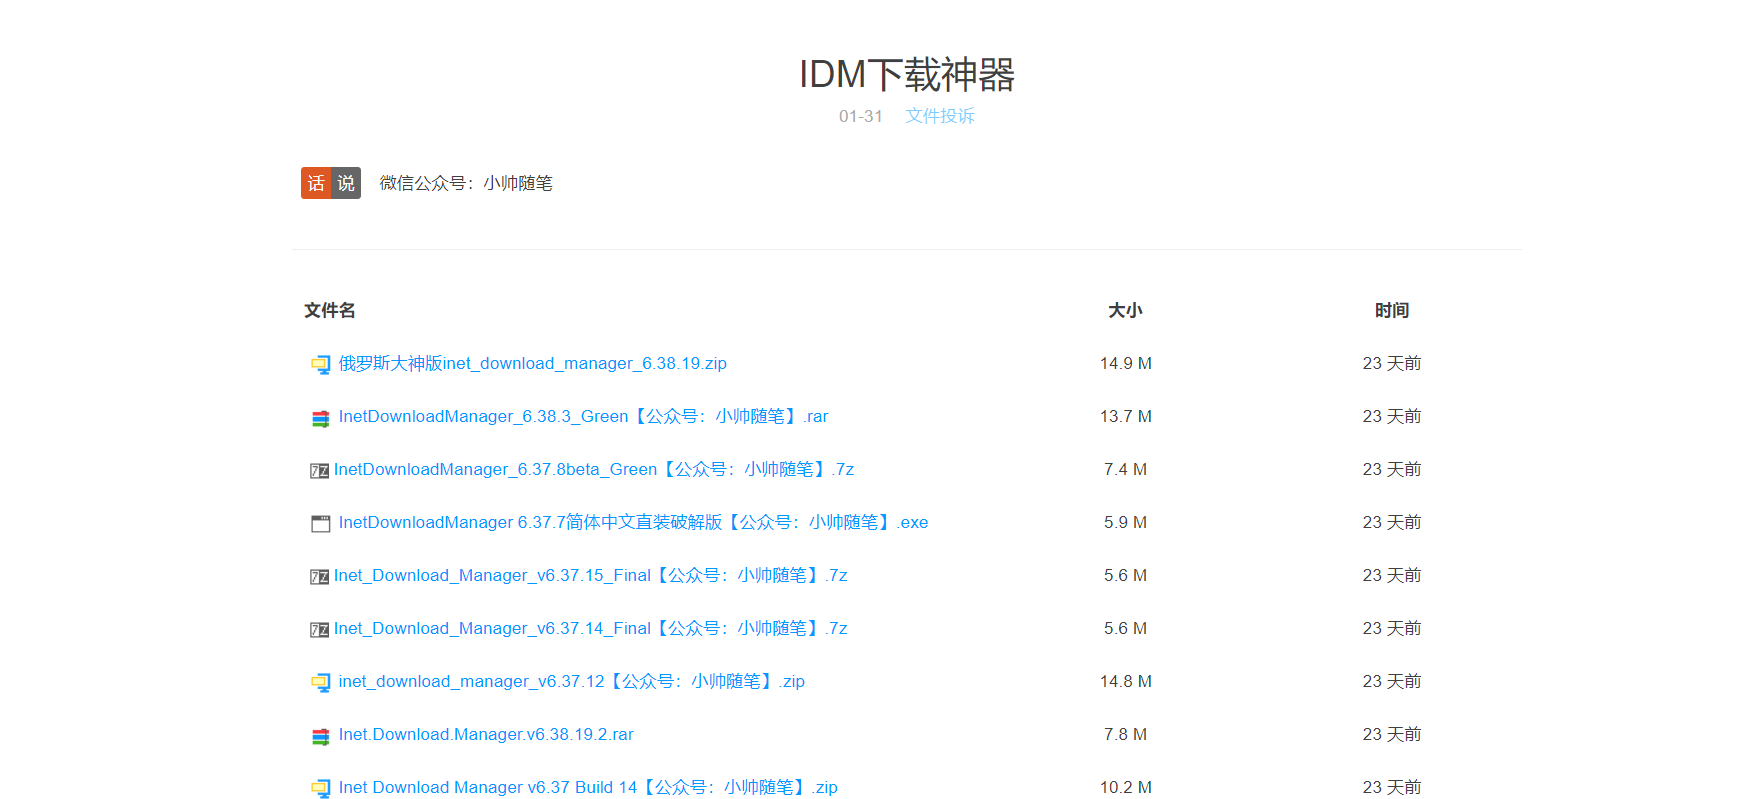 IDM下载神器
01-31 文件投诉
话说 微信公众号：小帅随笔
文件名 大小 时间
俄罗斯大神版inet_download_manager_6.38.19.zip 14.9 M 23 天前
InetDownloadManager_6.38.3_Green【公众号：小帅随笔】.rar 13.7 M 23 天前
InetDownloadManager_6.37.8beta_Green【公众号：小帅随笔】.7z 7.4 M 23 天前
InetDownloadManager 6.37.7简体中文直装破解版【公众号：小帅随笔】.exe 5.9 M 23 天前
Inet_Download_Manager_v6.37.15_Final【公众号：小帅随笔】.7z 5.6 M 23 天前
Inet_Download_Manager_v6.37.14_Final【公众号：小帅随笔】.7z 5.6 M 23 天前
inet_download_manager_v6.37.12【公众号：小帅随笔】.zip 14.8 M 23 天前
Inet.Download.Manager.v6.38.19.2.rar 7.8 M 23 天前
Inet Download Manager v6.37 Build 14【公众号：小帅随笔】.zip 10.2 M 23 天前